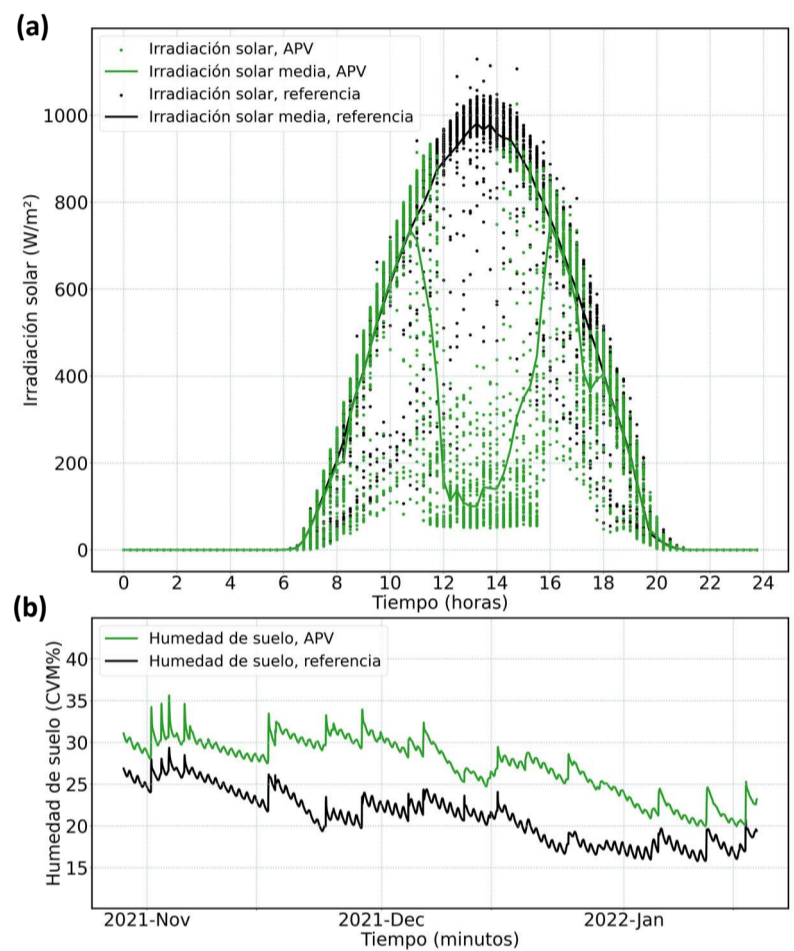 (a)
Irradiación solar, APV
Irradiación solar media, APV
Irradiación solar, referencia
Irradiación solar media, referencia
Irradiación solar (W/m²)
1000
800
600
400
200
0
0 2 4 6 8 10 12 14 16 18 20 22 24
Tiempo (horas)
(b)
Humedad de suelo, APV
Humedad de suelo, referencia
Humedad de suelo (CVM%)
40
35
30
25
20
15
2021-Nov 2021-Dec 2022-Jan
Tiempo (minutos)